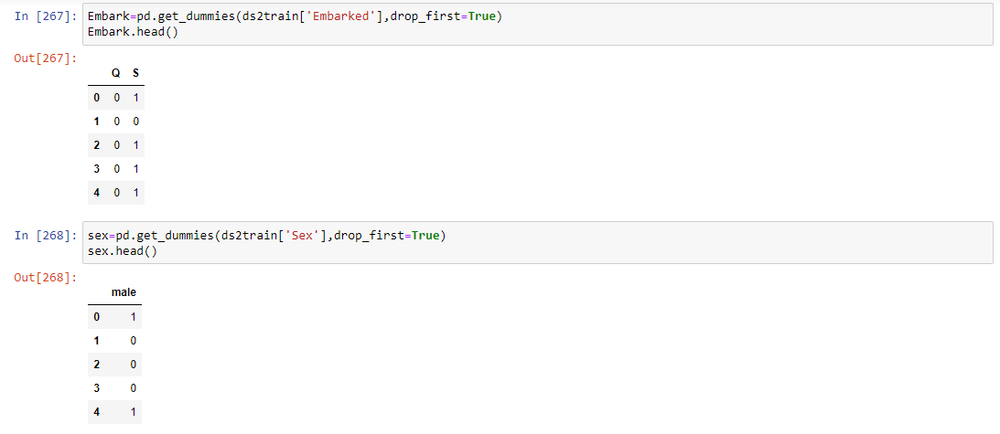 In [267]: Embark=pd.get_dummies(ds2train['Embarked'],drop_first=True)
Embark.head()
Out[267]:
Q S
0 0 1
1 0 0
2 0 1
3 0 1
4 0 1
In [268]: sex=pd.get_dummies(ds2train['Sex'],drop_first=True)
sex.head()
Out[268]:
male
0 1
1 0
2 0
3 0
4 1